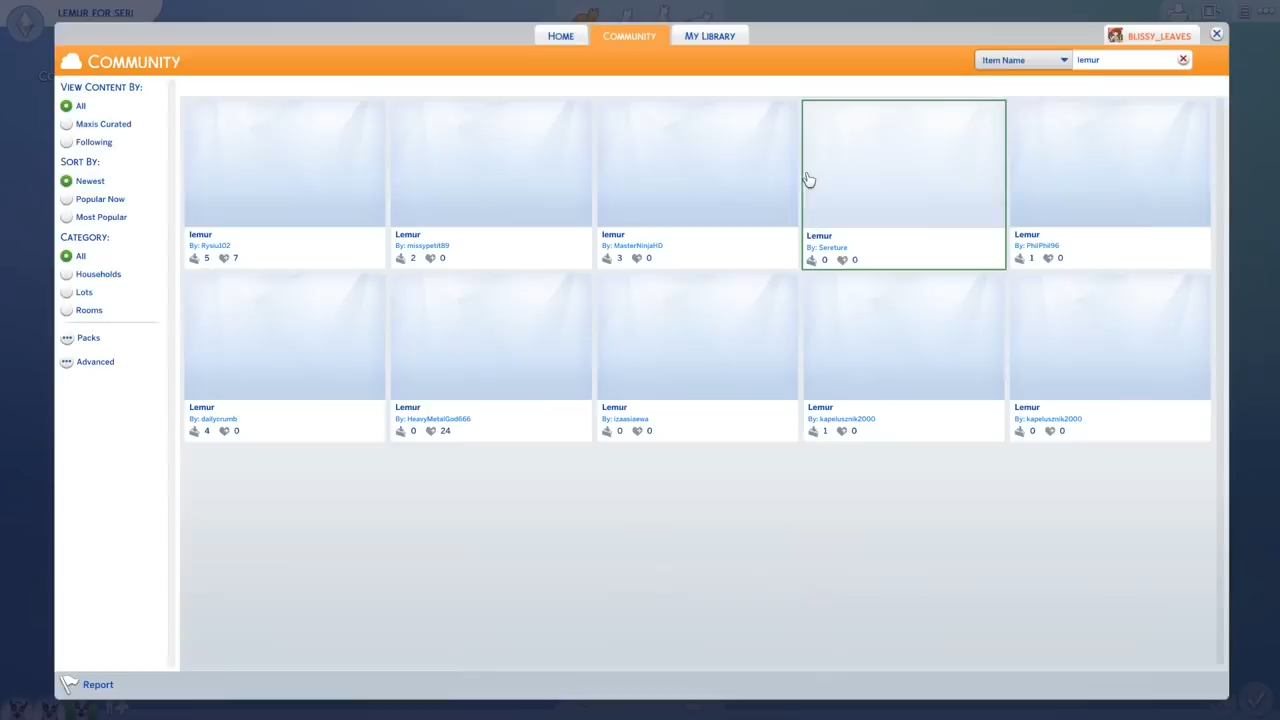 LEMUR FOR SERI
HOME
COMMUNITY
MY LIBRARY
BLISSY_LEAVES
COMMUNITY
Item Name
lemur
VIEW CONTENT BY:
All
Maxis Curated
Following
SORT BY:
Newest
Popular Now
Most Popular
CATEGORY:
All
Households
Lots
Rooms
Packs
Advanced
lemur
By: Rysiu102
5 7
Lemur
By: missypetit89
2 0
lemur
By: MasterNinjaHD
3 0
Lemur
By: Sereture
0 0
Lemur
By: PhilPhil96
1 0
Lemur
By: dailycrumb
4 0
Lemur
By: HeavyMetalGod666
0 24
Lemur
By: izaasiaewa
0 0
Lemur
By: kapelusznik2000
1 0
Lemur
By: kapelusznik2000
0 0
Report